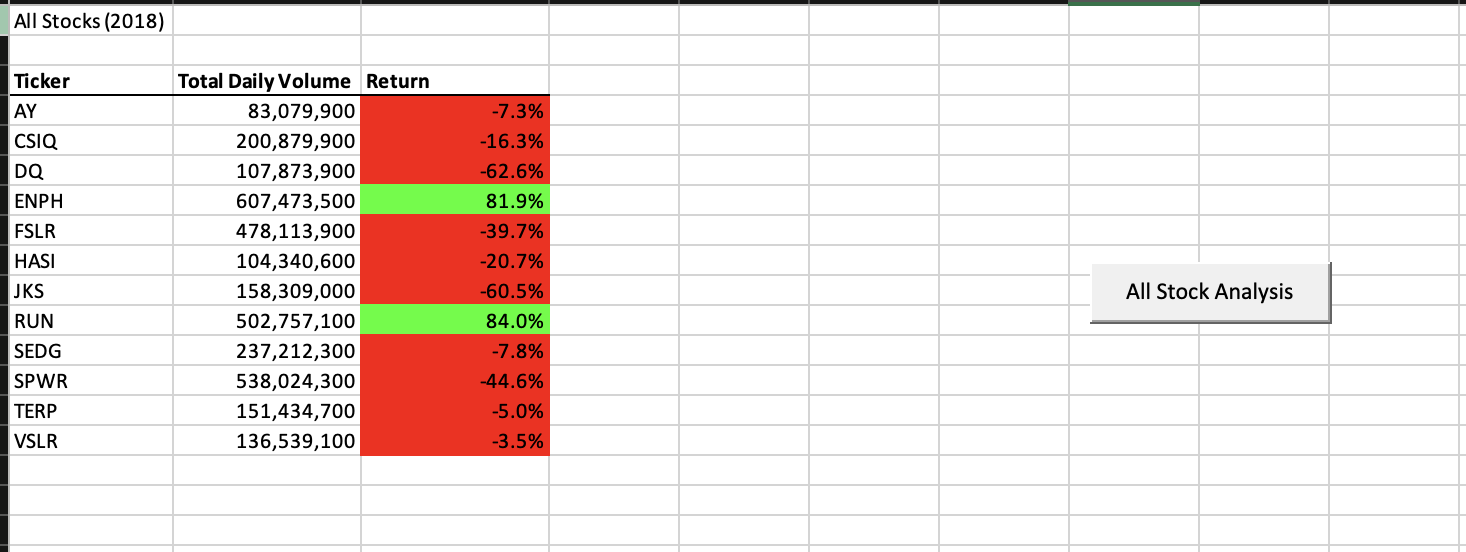 All Stocks (2018)
Ticker Total Daily Volume Return
AY 83,079,900 -7.3%
CSIQ 200,879,900 -16.3%
DQ 107,873,900 -62.6%
ENPH 607,473,500 81.9%
FSLR 478,113,900 -39.7%
HASI 104,340,600 -20.7%
JKS 158,309,000 -60.5%
All Stock Analysis
RUN 502,757,100 84.0%
SEDG 237,212,300 -7.8%
SPWR 538,024,300 -44.6%
TERP 151,434,700 -5.0%
VSLR 136,539,100 -3.5%